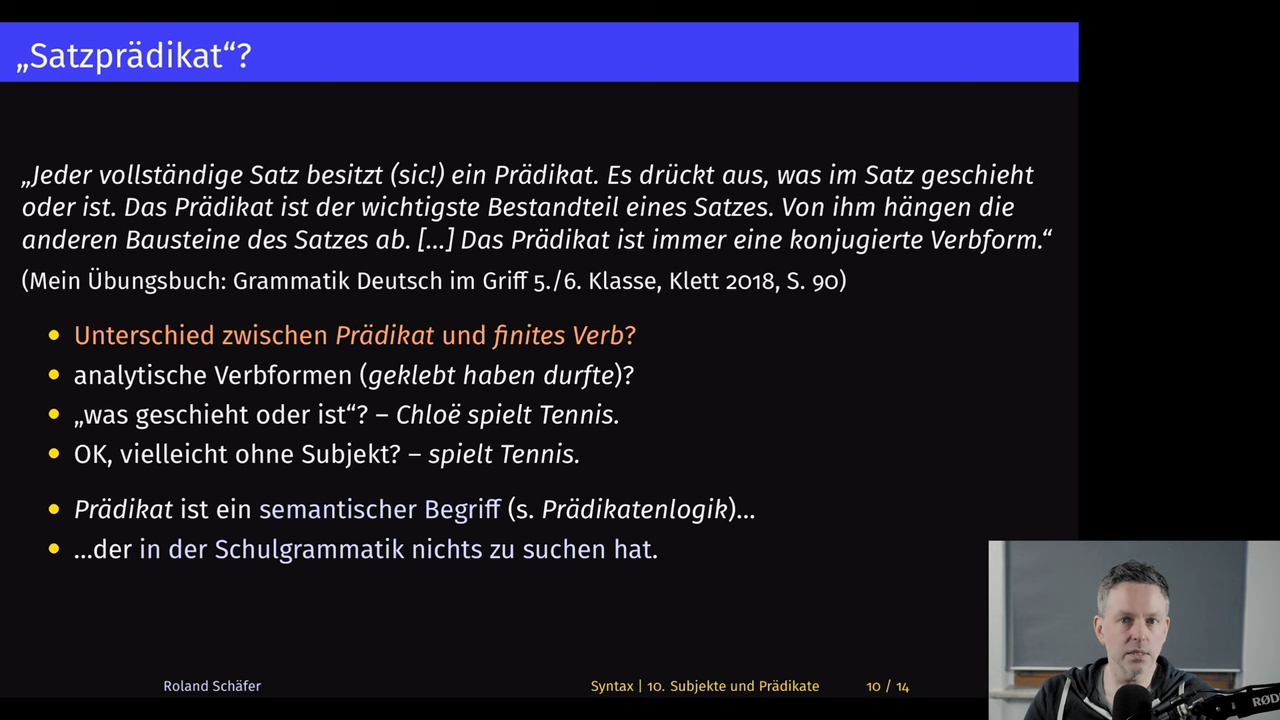 „Satzprädikat“?
„Jeder vollständige Satz besitzt (sic!) ein Prädikat. Es drückt aus, was im Satz geschieht
oder ist. Das Prädikat ist der wichtigste Bestandteil eines Satzes. Von ihm hängen die
anderen Bausteine des Satzes ab. [...] Das Prädikat ist immer eine konjugierte Verbform.“
(Mein Übungsbuch: Grammatik Deutsch im Griff 5./6. Klasse, Klett 2018, S. 90)
• Unterschied zwischen Prädikat und finites Verb?
• analytische Verbformen (geklebt haben durfte)?
• „was geschieht oder ist“? – Chloë spielt Tennis.
• OK, vielleicht ohne Subjekt? – spielt Tennis.
• Prädikat ist ein semantischer Begriff (s. Prädikatenlogik)...
• ...der in der Schulgrammatik nichts zu suchen hat.
Roland Schäfer
Syntax | 10. Subjekte und Prädikate
10 / 14
RØD